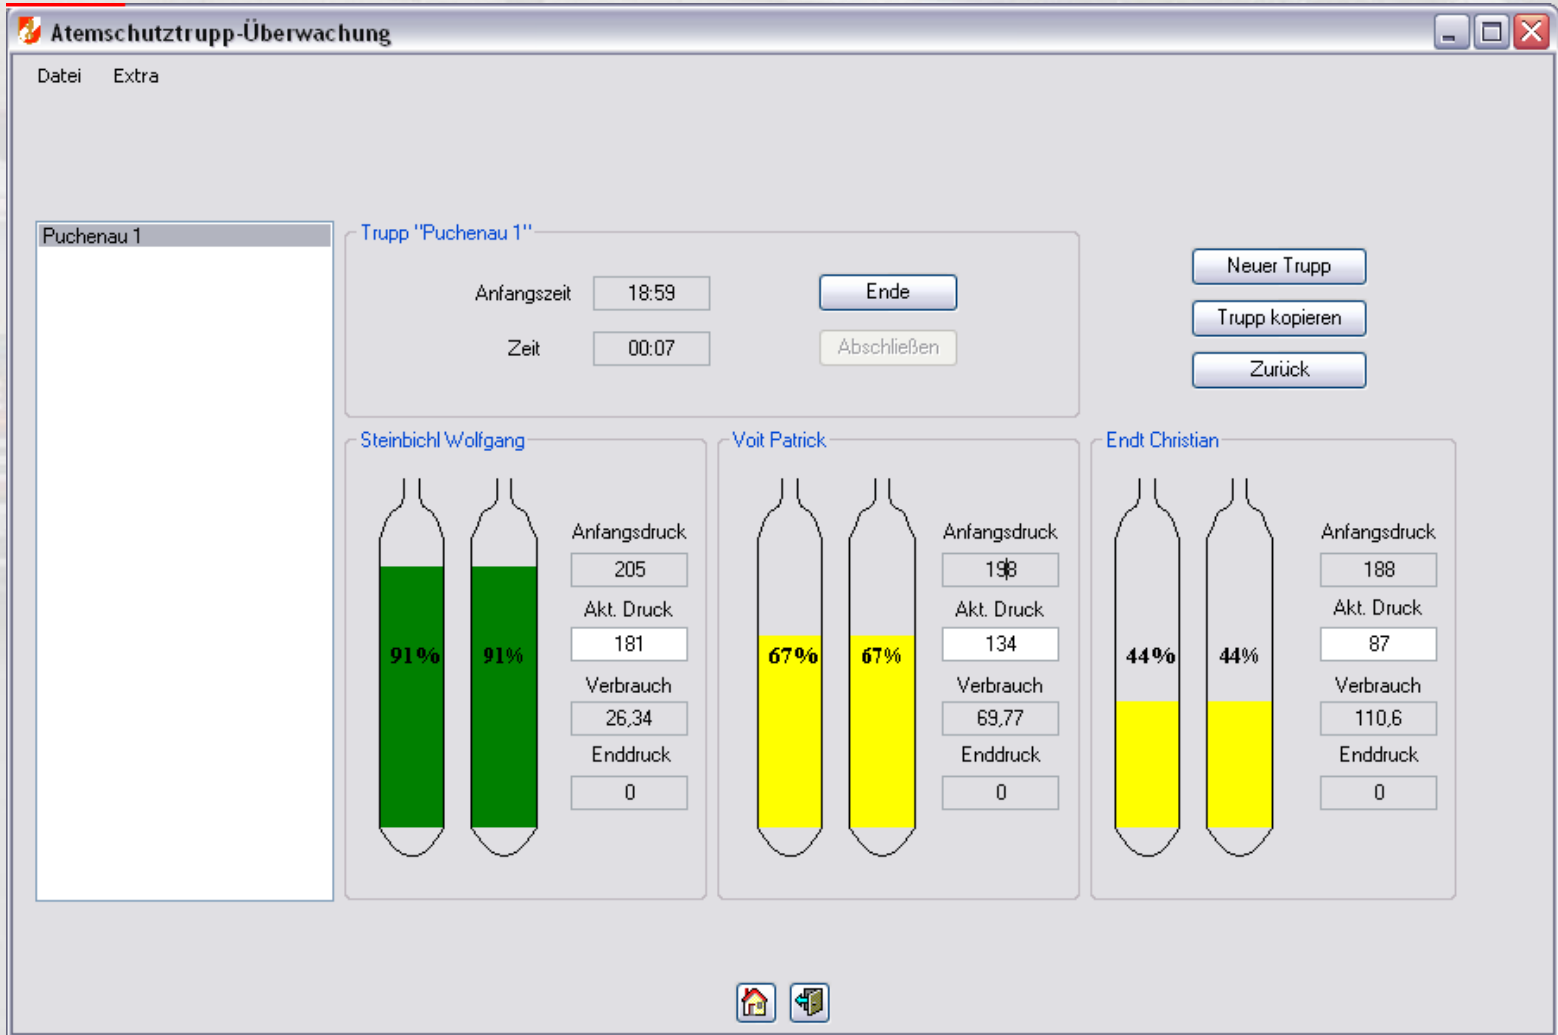 Atemschutztrupp-Überwachung
Datei Extra
Puchenau 1
Trupp "Puchenau 1"
Anfangszeit 18:59 Ende
Zeit 00:07 Abschließen
Neuer Trupp
Trupp kopieren
Zurück
Steinbichl Wolfgang
91% 91%
Anfangsdruck
205
Akt. Druck
181
Verbrauch
26,34
Enddruck
0
Voit Patrick
67% 67%
Anfangsdruck
198
Akt. Druck
134
Verbrauch
69,77
Enddruck
0
Endt Christian
44% 44%
Anfangsdruck
188
Akt. Druck
87
Verbrauch
110,6
Enddruck
0